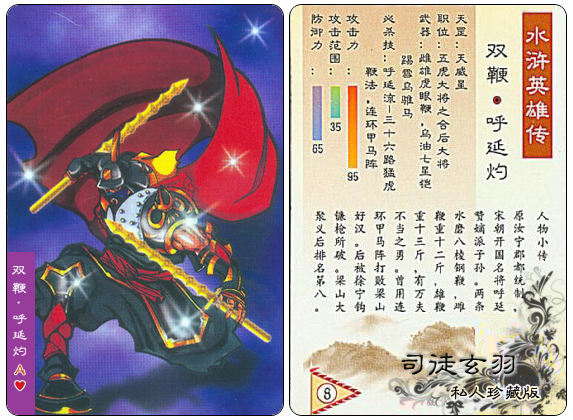 双鞭·呼延灼 A♥
水浒英雄传
双鞭·呼延灼
天罡：天威星
职位：五虎大将之合后大将
武器：雌雄虎眼鞭，乌油七星铠
踢雪乌骓马
必杀技：呼延流-三十六路猛虎
鞭法，连环甲马阵
攻击力：95
攻击范围：35
防御力：65
人物小传
原汝宁郡都统制，
宋朝开国名将呼延
赞嫡派子孙。两条
水磨八棱钢鞭，雌
鞭重十二斤，雄鞭
重十三斤，有万夫
不当之勇。曾用连
环甲马阵打败梁山
好汉。后被徐宁钩
镰枪所破。梁山大
聚义后排名第八。
8
司徒玄羽
私人珍藏版